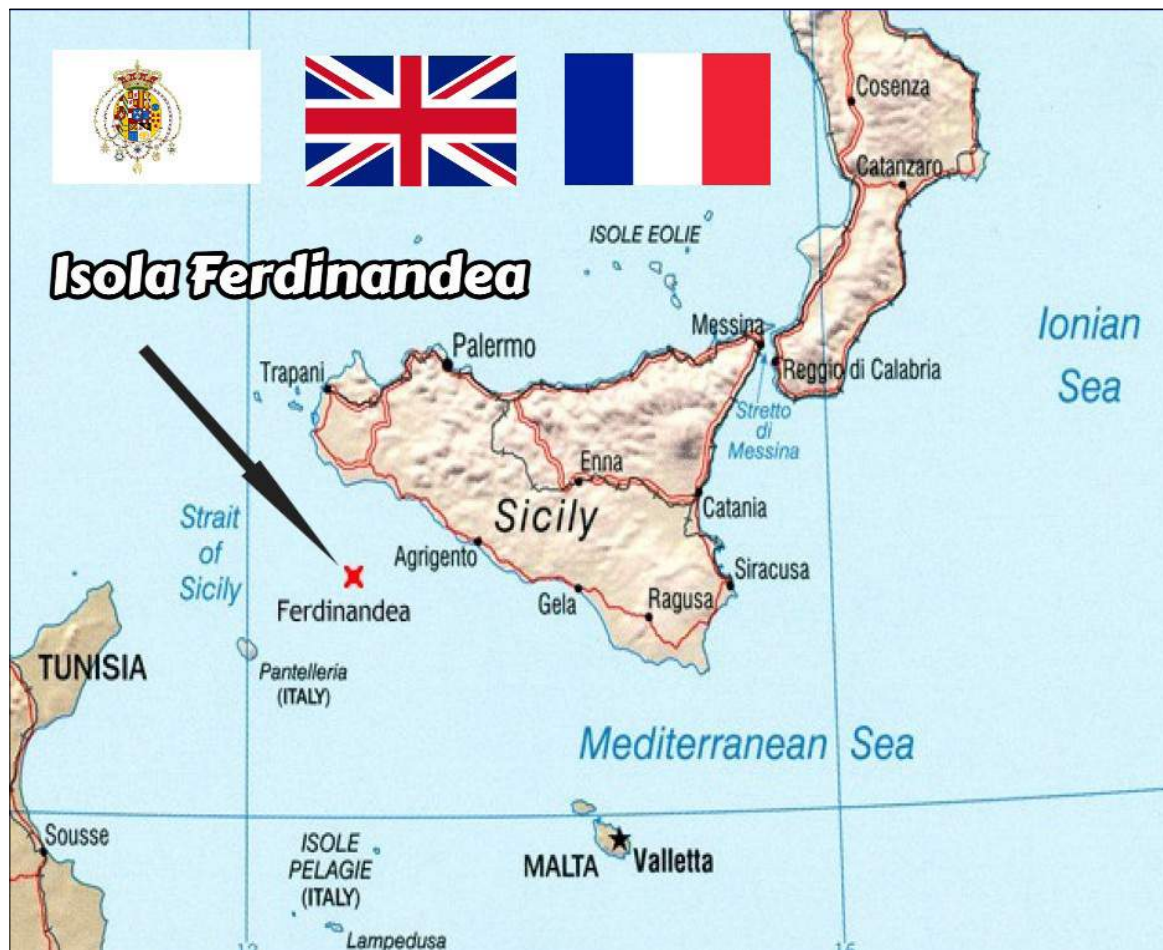 Cosenza
Catanzaro
ISOLE EOLIE
Isola Ferdinandea
Messina
Ionian
Sea
Palermo
Trapani
Reggio di Calabria
Stretto
di
Messina
Enna
Sicily
Catania
Strait
of
Sicily
Agrigento
Siracusa
Ferdinandea
Gela
Ragusa
TUNISIA
Pantelleria
(ITALY)
Mediterranean Sea
Sousse
ISOLE
PELAGIE
(ITALY)
MALTA
Valletta
Lampedusa